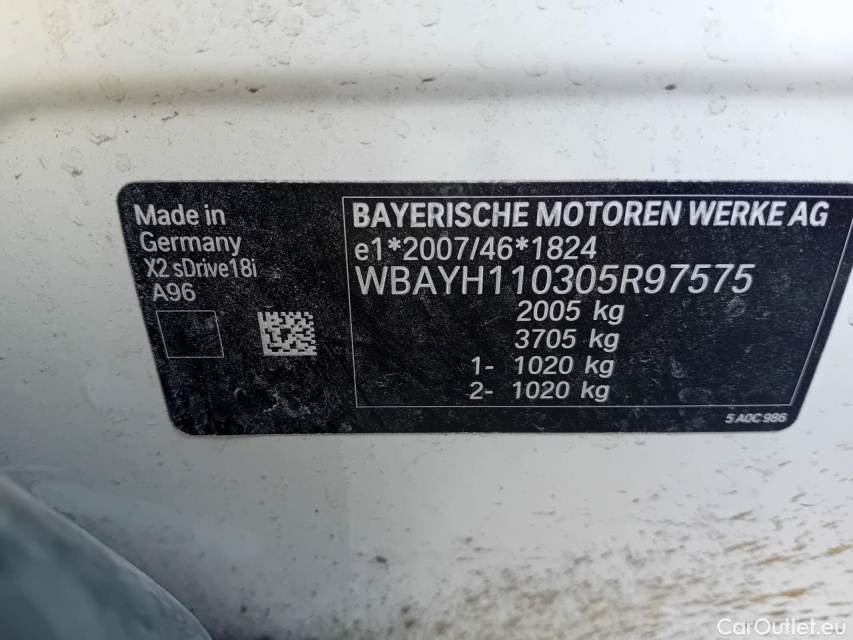 Made in
Germany
X2 sDrive18i
A96
BAYERISCHE MOTOREN WERKE AG
e1*2007/46*1824
WBAYH110305R97575
2005 kg
3705 kg
1- 1020 kg
2- 1020 kg
5 A0C 986
CarOutlet.eu